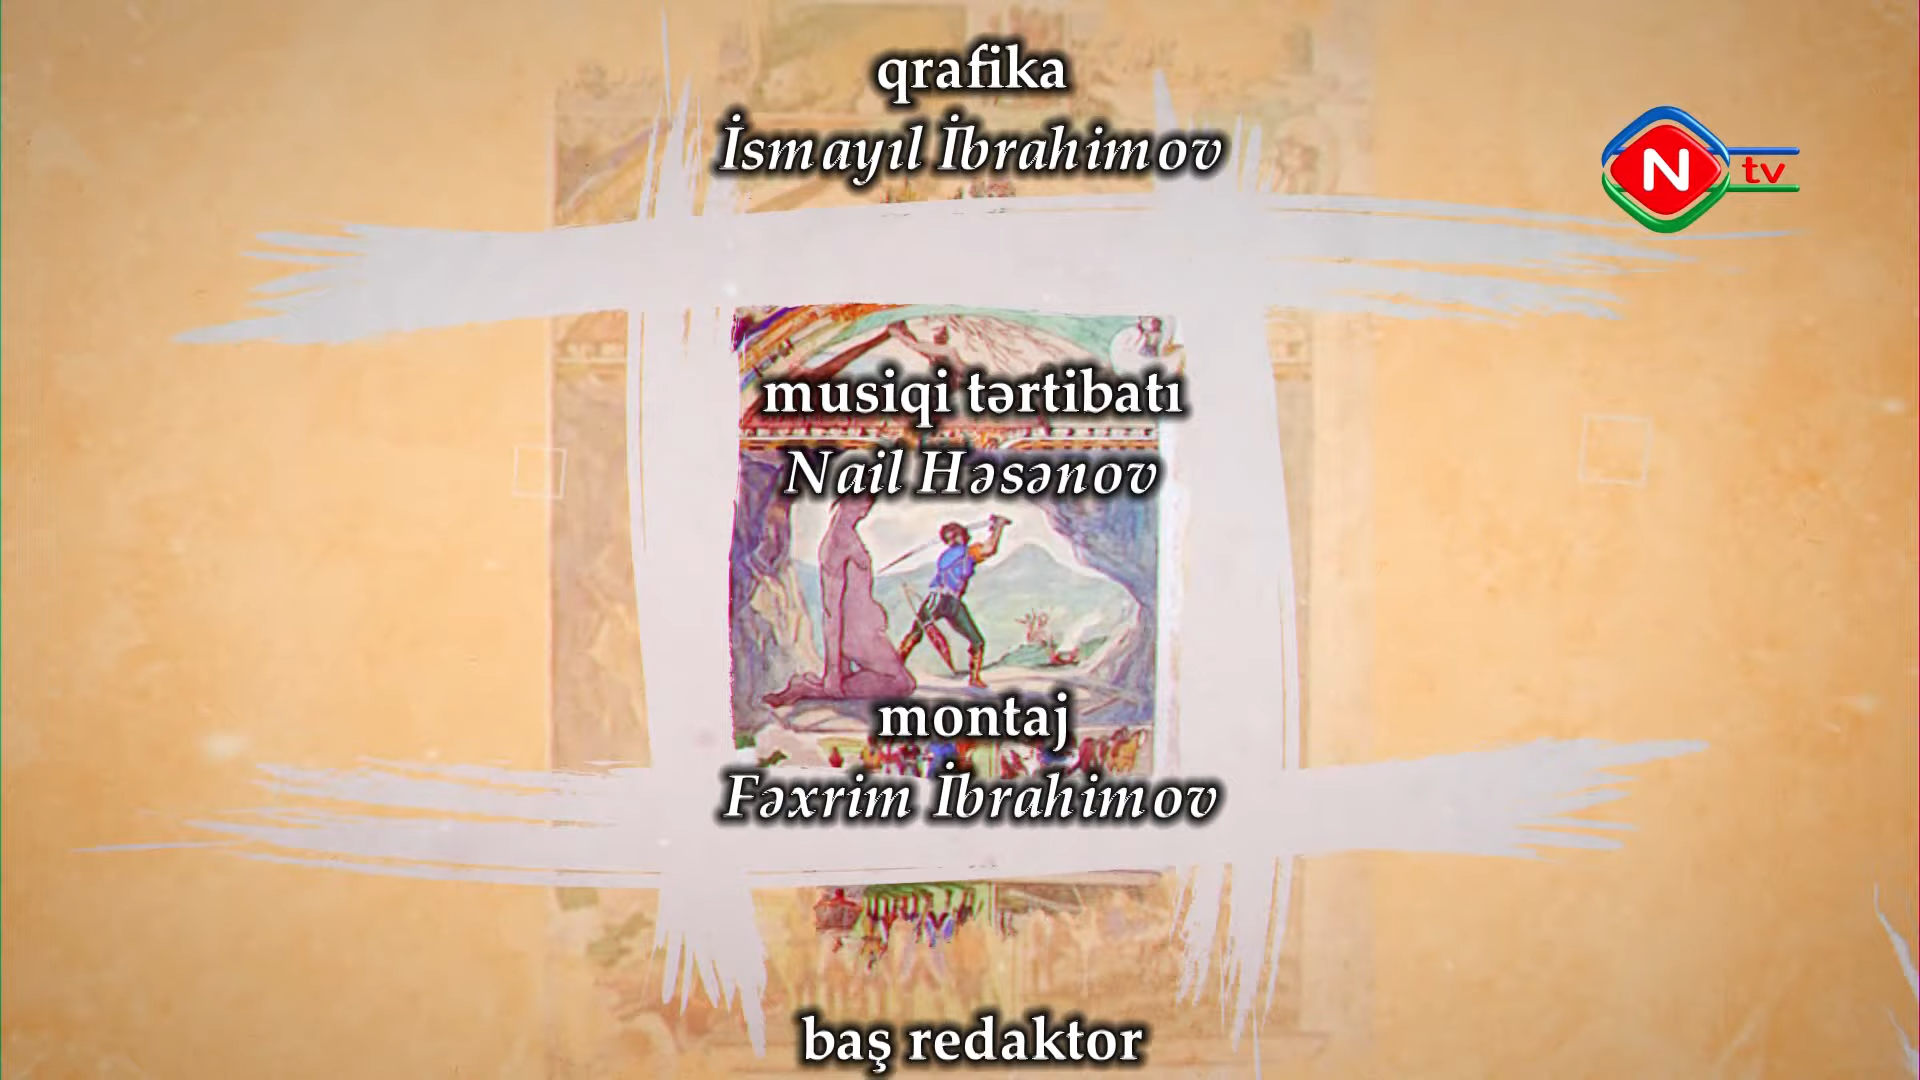 qrafika
İsmayıl İbrahimov
N tv
musiqi tərtibatı
Nail Həsənov
montaj
Fəxrim İbrahimov
baş redaktor